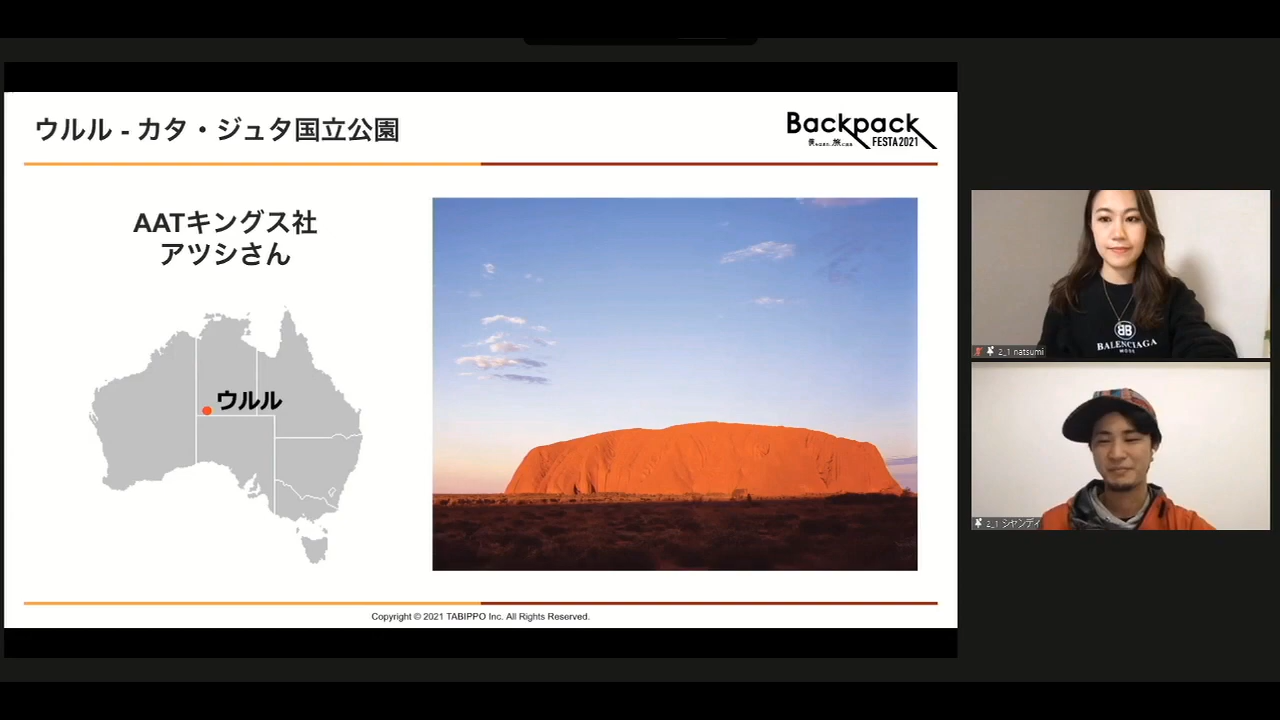 ウルル - カタ・ジュタ国立公園
Backpack
FESTA2021
AATキングス社
アツシさん
ウルル
Copyright © 2021 TABIPPO Inc. All Rights Reserved.
BB
BALENCIAGA
2_1 natsumi
2_1 シャンディ